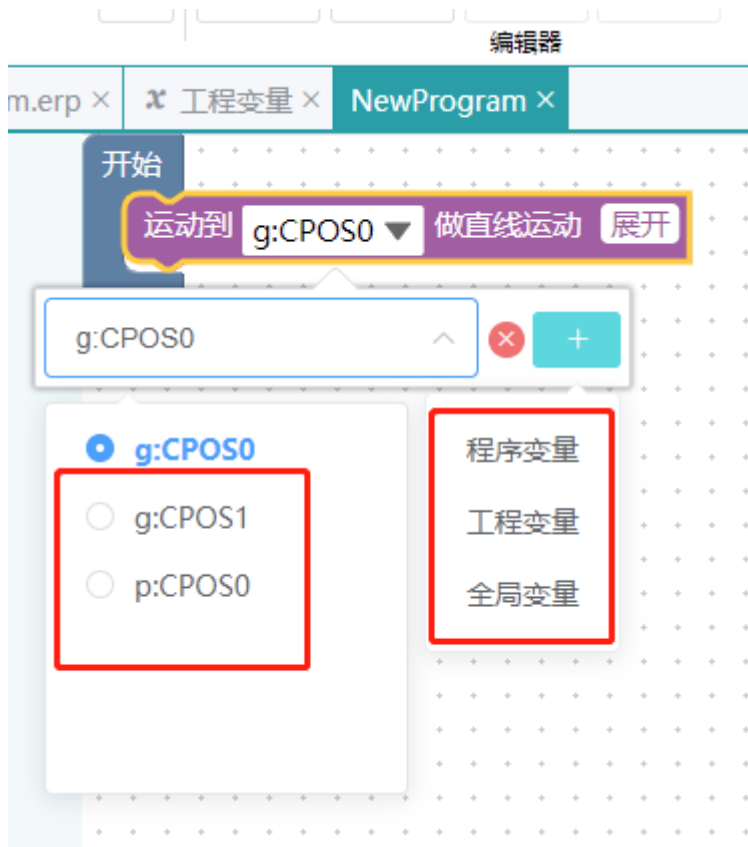 编辑器
m.erp × x 工程变量 × NewProgram ×
开始
运动到 g:CPOS0 做直线运动 展开
g:CPOS0 +
g:CPOS0
g:CPOS1
p:CPOS0
程序变量
工程变量
全局变量